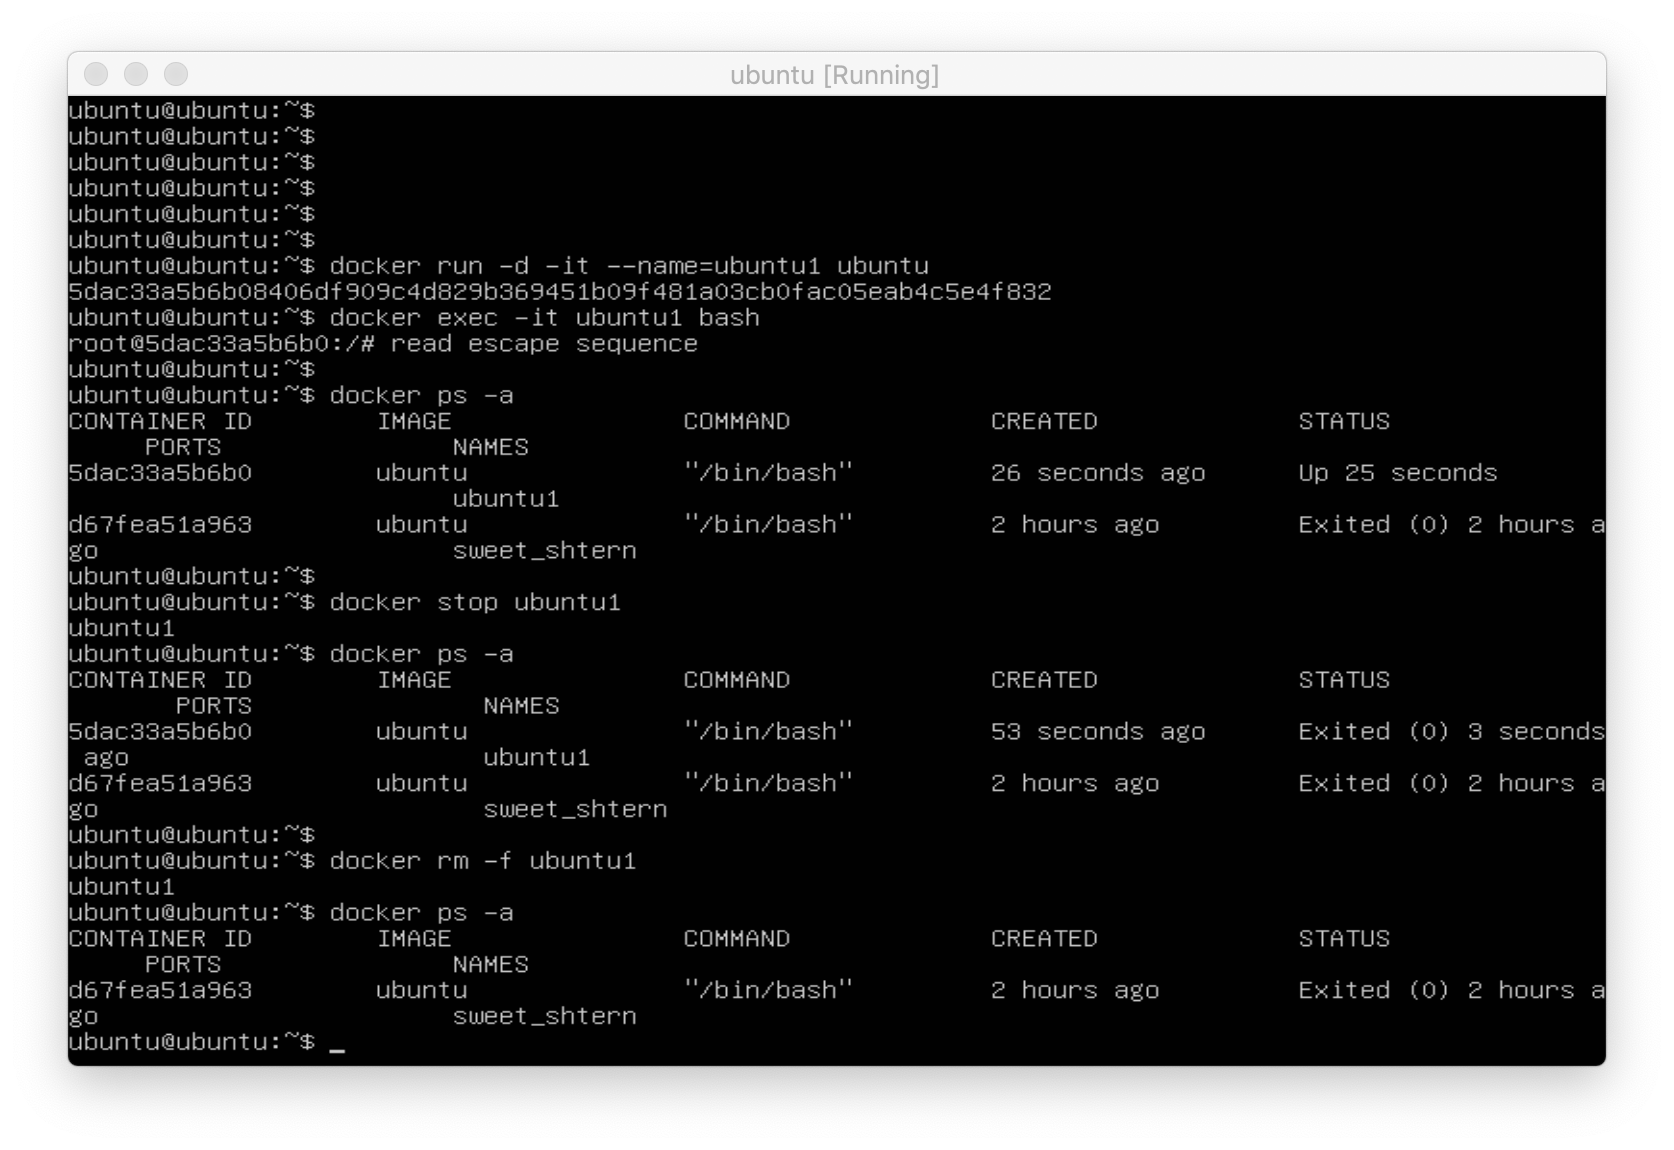 ubuntu [Running]
ubuntu@ubuntu:~$
ubuntu@ubuntu:~$
ubuntu@ubuntu:~$
ubuntu@ubuntu:~$
ubuntu@ubuntu:~$
ubuntu@ubuntu:~$
ubuntu@ubuntu:~$ docker run -d -it --name=ubuntu1 ubuntu
5dac33a5b6b08406df909c4d829b369451b09f481a03cb0fac05eab4c5e4f832
ubuntu@ubuntu:~$ docker exec -it ubuntu1 bash
root@5dac33a5b6b0:/# read escape sequence
ubuntu@ubuntu:~$
ubuntu@ubuntu:~$ docker ps -a
CONTAINER ID        IMAGE               COMMAND             CREATED             STATUS
     PORTS               NAMES
5dac33a5b6b0        ubuntu              "/bin/bash"         26 seconds ago      Up 25 seconds
                         ubuntu1
d67fea51a963        ubuntu              "/bin/bash"         2 hours ago         Exited (0) 2 hours a
go                       sweet_shtern
ubuntu@ubuntu:~$
ubuntu@ubuntu:~$ docker stop ubuntu1
ubuntu1
ubuntu@ubuntu:~$ docker ps -a
CONTAINER ID        IMAGE               COMMAND             CREATED             STATUS
       PORTS               NAMES
5dac33a5b6b0        ubuntu              "/bin/bash"         53 seconds ago      Exited (0) 3 seconds
 ago                       ubuntu1
d67fea51a963        ubuntu              "/bin/bash"         2 hours ago         Exited (0) 2 hours a
go                         sweet_shtern
ubuntu@ubuntu:~$
ubuntu@ubuntu:~$ docker rm -f ubuntu1
ubuntu1
ubuntu@ubuntu:~$ docker ps -a
CONTAINER ID        IMAGE               COMMAND             CREATED             STATUS
     PORTS               NAMES
d67fea51a963        ubuntu              "/bin/bash"         2 hours ago         Exited (0) 2 hours a
go                       sweet_shtern
ubuntu@ubuntu:~$ _